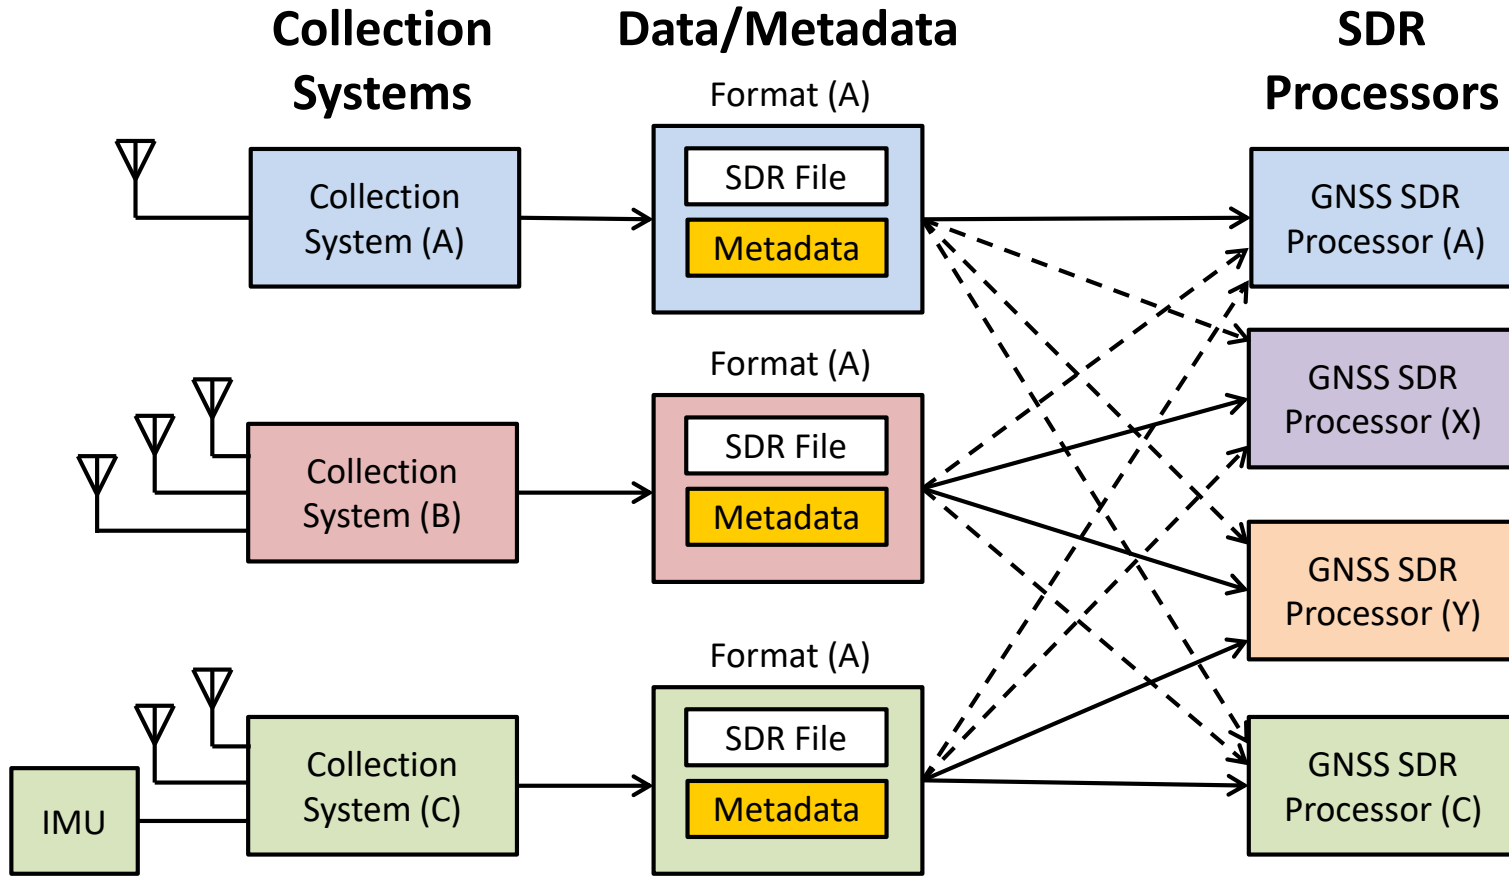 Collection
Systems
Data/Metadata
SDR
Processors
Format (A)
Collection
System (A)
SDR File
Metadata
GNSS SDR
Processor (A)
Format (A)
Collection
System (B)
SDR File
Metadata
GNSS SDR
Processor (X)
GNSS SDR
Processor (Y)
Format (A)
IMU
Collection
System (C)
SDR File
Metadata
GNSS SDR
Processor (C)